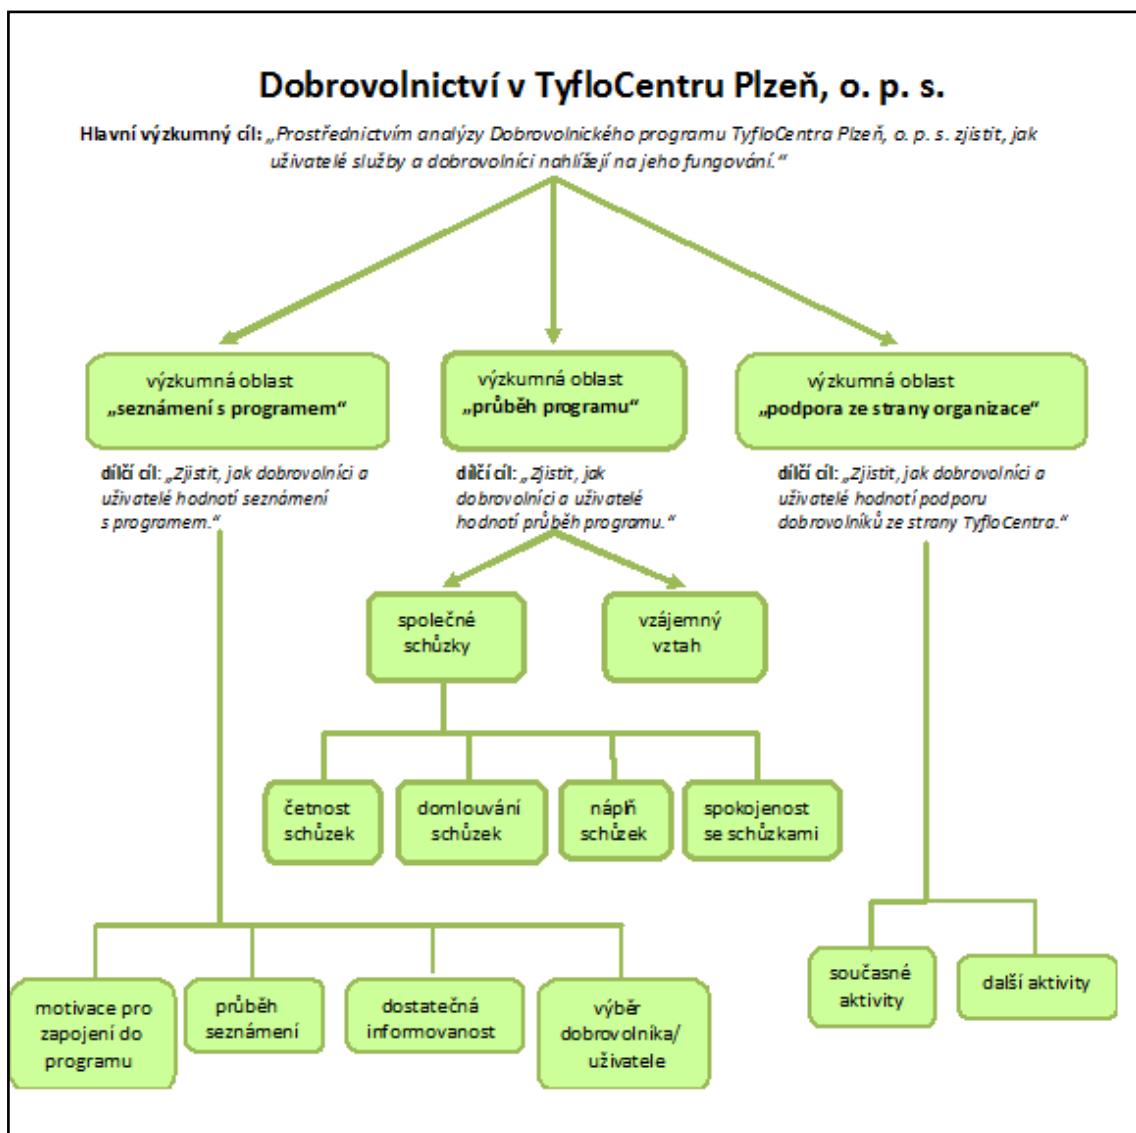 Dobrovolnictví v TyfloCentru Plzeň, o. p. s.
Hlavní výzkumný cíl: „Prostřednictvím analýzy Dobrovolnického programu TyfloCentra Plzeň, o. p. s. zjistit, jak
uživatelé služby a dobrovolníci nahlížejí na jeho fungování.“
výzkumná oblast
„seznámení s programem“
výzkumná oblast
„průběh programu“
výzkumná oblast
„podpora ze strany organizace“
dílčí cíl: „Zjistit, jak dobrovolníci a
uživatelé hodnotí seznámení
s programem.“
dílčí cíl: „Zjistit, jak
dobrovolníci a uživatelé
hodnotí průběh programu.“
dílčí cíl: „Zjistit, jak dobrovolníci a
uživatelé hodnotí podporu
dobrovolníků ze strany TyfloCentra.“
společné
schůzky
vzájemný
vztah
četnost
schůzek
domlouvání
schůzek
náplň
schůzek
spokojenost
se schůzkami
motivace pro
zapojení do
programu
průběh
seznámení
dostatečná
informovanost
výběr
dobrovolníka/
uživatele
současné
aktivity
další aktivity